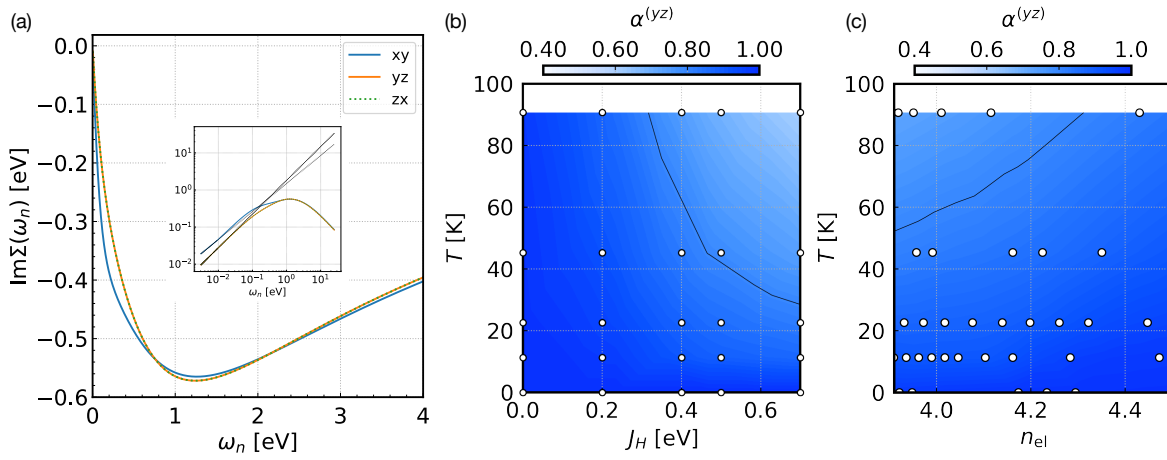 (a)
0.0
−0.1
−0.2
−0.3
−0.4
−0.5
−0.6
ImΣ(ωn) [eV]
0 1 2 3 4
ωn [eV]
xy
yz
zx
10^1
10^0
10^−1
10^−2
10^−2 10^−1 10^0 10^1
ωn [eV]
(b)
α^(yz)
0.40 0.60 0.80 1.00
100
80
60
40
20
0
T [K]
0.0 0.2 0.4 0.6
J_H [eV]
(c)
α^(yz)
0.4 0.6 0.8 1.0
100
80
60
40
20
0
T [K]
4.0 4.2 4.4
n_el